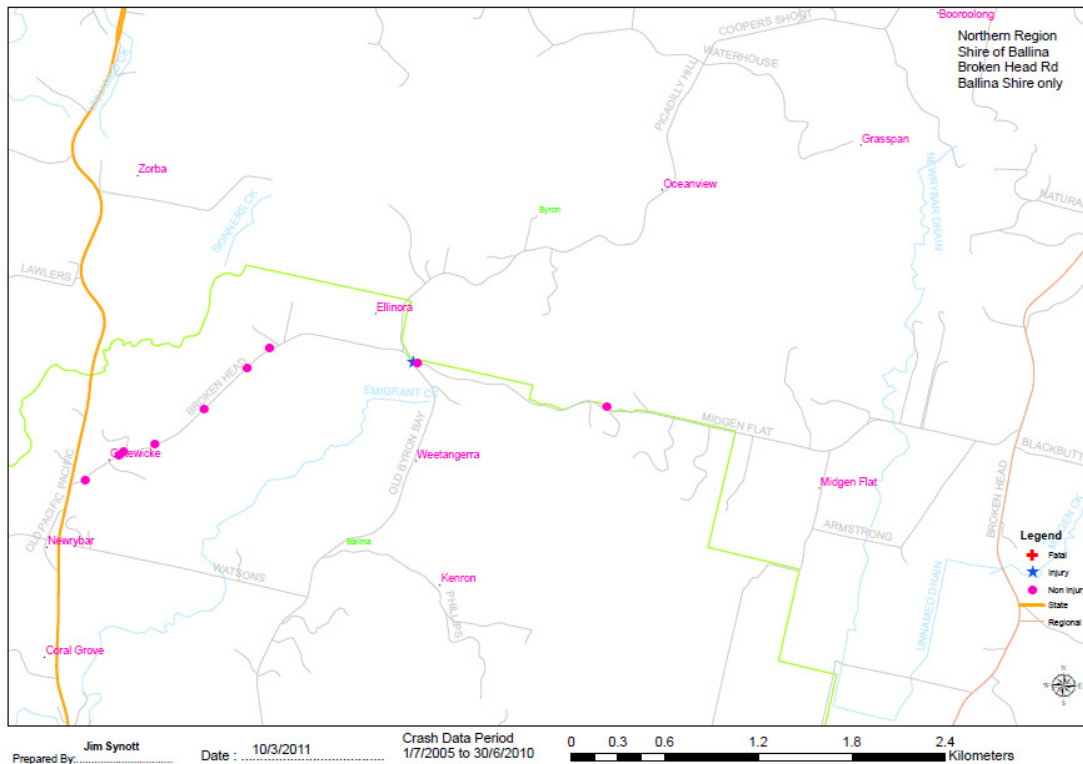 Booroolong
COOPERS SHOOT
Northern Region
Shire of Ballina
Broken Head Rd
Ballina Shire only
WATERHOUSE
PICADILLY HILL
Grasspan
Zorba
NEWRYBAR DRAIN
Oceanview
NATURAL
SKINNERS CK
Byron
LAWLERS
Ellinora
BROKEN HEAD
EMIGRANT CK
OLD BYRON BAY
MIDGEN FLAT
Weetangerra
BLACKBUTT
Midgen Flat
OLD PACIFIC PACIFIC
BROKEN HEAD
ARMSTRONG
Newrybar
Ballina
WATSONS
Kenron
PHILLIPS
UNNAMED DRAIN
Coral Grove
Legend
Fatal
Injury
Non Injury
State
Regional
N
W E
S
Prepared By: Jim Synott
Date : 10/3/2011
Crash Data Period
1/7/2005 to 30/6/2010
0 0.3 0.6 1.2 1.8 2.4
Kilometers